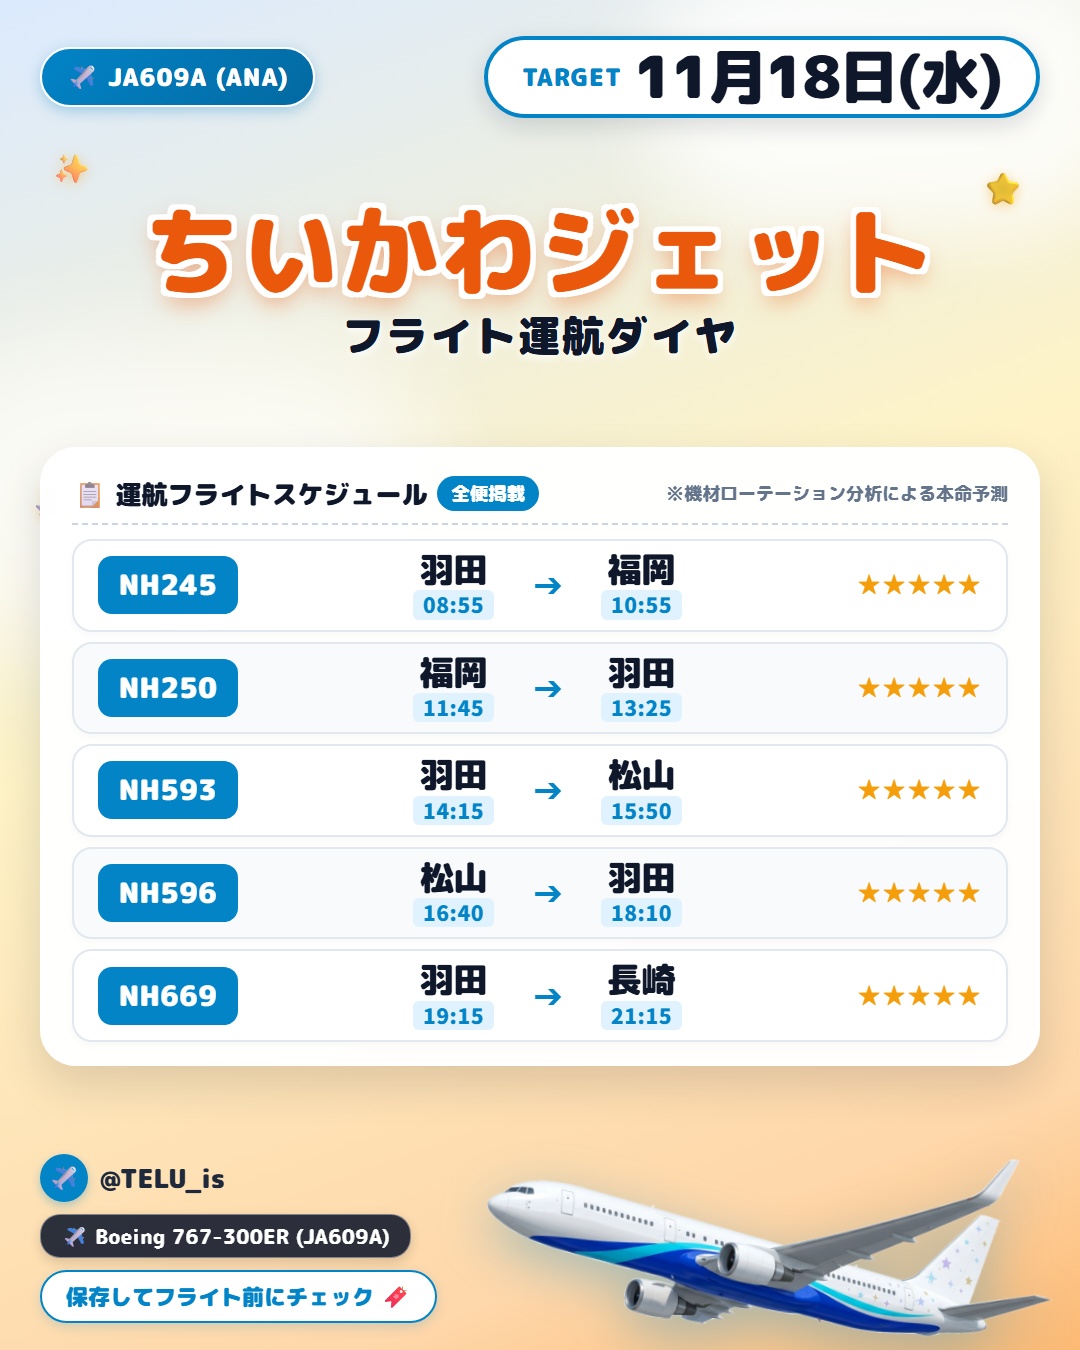 JA609A (ANA)
TARGET 11月18日(水)
ちいかわジェット
フライト運航ダイヤ
運航フライトスケジュール 全便掲載 ※機材ローテーション分析による本命予測
NH245 羽田 08:55 → 福岡 10:55 ★★★★★
NH250 福岡 11:45 → 羽田 13:25 ★★★★★
NH593 羽田 14:15 → 松山 15:50 ★★★★★
NH596 松山 16:40 → 羽田 18:10 ★★★★★
NH669 羽田 19:15 → 長崎 21:15 ★★★★★
@TELU_is
Boeing 767-300ER (JA609A)
保存してフライト前にチェック